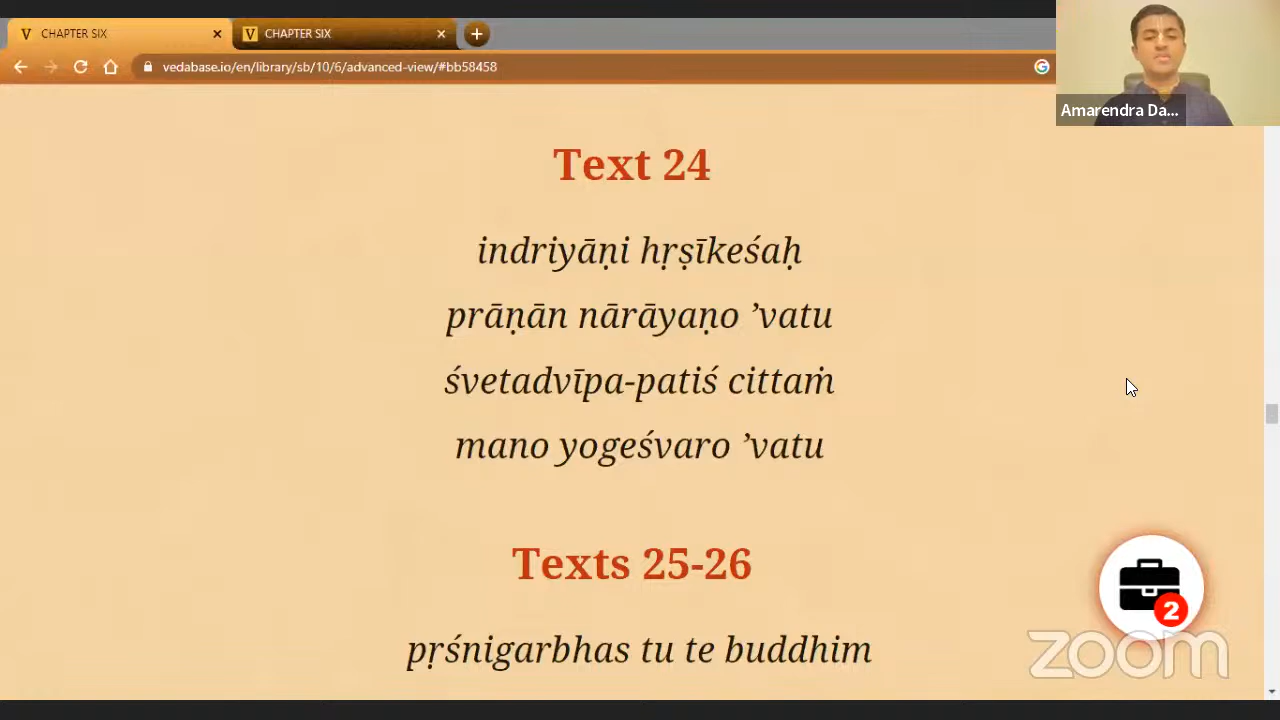 CHAPTER SIX
CHAPTER SIX
vedabase.io/en/library/sb/10/6/advanced-view/#bb58458
Amarendra Da...
Text 24
indriyāṇi hṛṣīkeśaḥ
prāṇān nārāyaṇo ’vatu
śvetadvīpa-patiś cittaṁ
mano yogeśvaro ’vatu
Texts 25-26
pṛśnigarbhas tu te buddhim
2
zoom